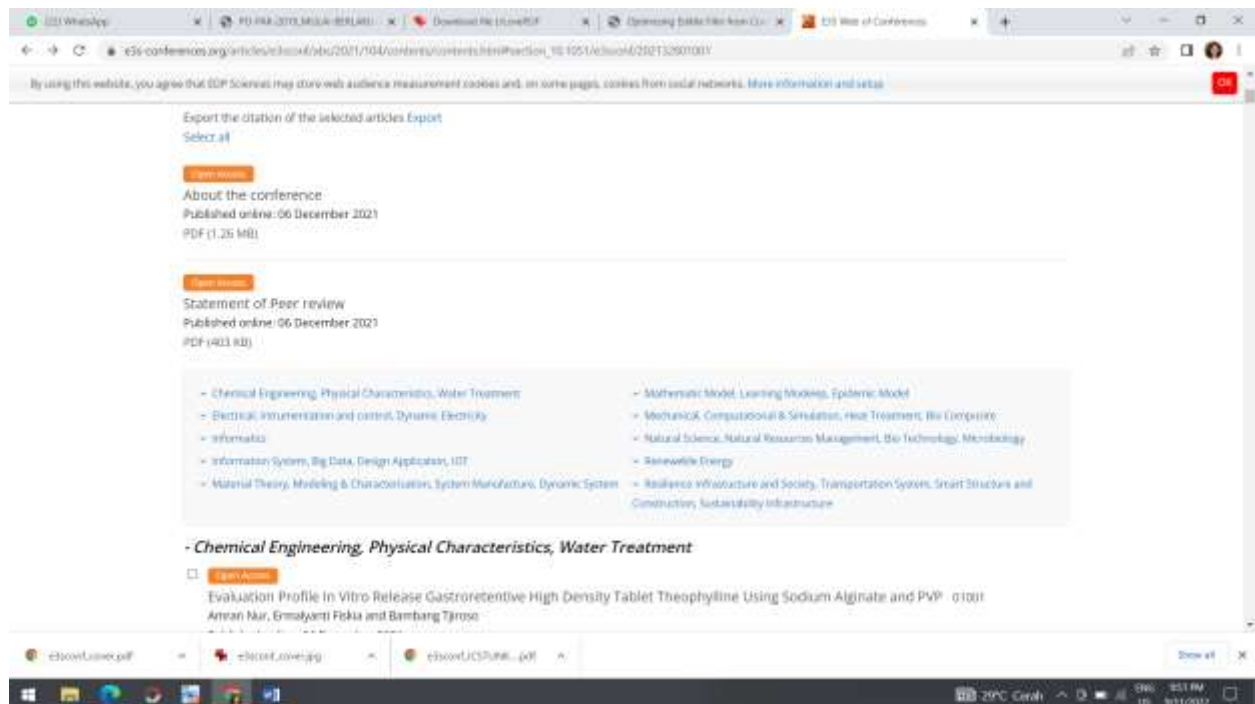 WhatsApp
Download file | iLovePDF
E3S Web of Conferences
By using this website, you agree that EDP Sciences may store web audience measurement cookies and, on some pages, cookies from social networks. More information and setup
OK
Export the citation of the selected articles Export
Select all
Open Access
About the conference
Published online: 06 December 2021
PDF (1.26 MB)
Open Access
Statement of Peer review
Published online: 06 December 2021
PDF (403 KB)
- Chemical Engineering, Physical Characteristics, Water Treatment
- Electrical, intrumentation and control, Dynamic Electricity
- Informatics
- Information System, Big Data, Design Application, IOT
- Material Theory, Modeling & Characterisation, System Manufacture, Dynamic System
- Mathematic Model, Learning Modeling, Epidemic Model
- Mechanical, Computational & Simulation, Heat Treatment, Bio Composite
- Natural Science, Natural Resources Management, Bio Technology, Microbiology
- Renewable Energy
- Resilience Infrastucture and Society, Transportation System, Smart Structure and
Construction, Sustainability Infrastructure
- Chemical Engineering, Physical Characteristics, Water Treatment
Open Access
Evaluation Profile In Vitro Release Gastroretentive High Density Tablet Theophylline Using Sodium Alginate and PVP 01001
Amran Nur, Ermalyanti Fiskia and Bambang Tjiroso
e3sconf_cover.pdf
e3sconf_cover.jpg
Show all
29°C Cerah
ENG
9:51 PM